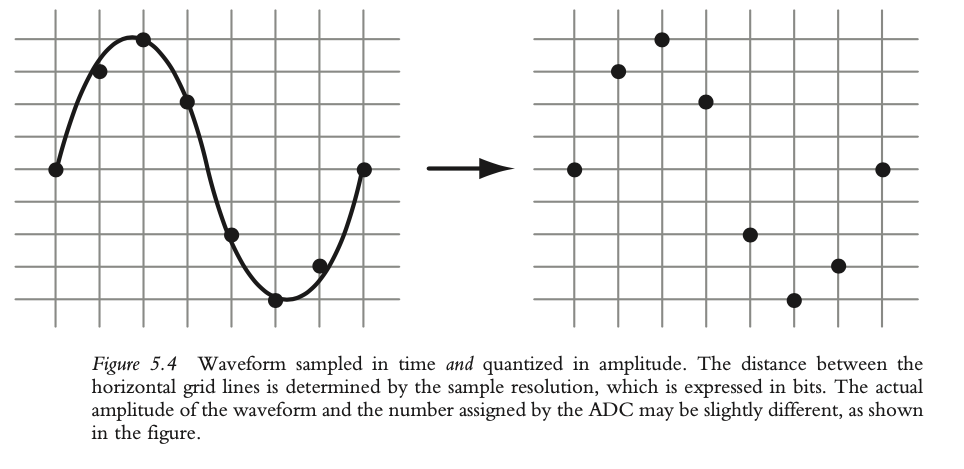 Figure 5.4 Waveform sampled in time and quantized in amplitude. The distance between the
horizontal grid lines is determined by the sample resolution, which is expressed in bits. The actual
amplitude of the waveform and the number assigned by the ADC may be slightly different, as shown
in the figure.